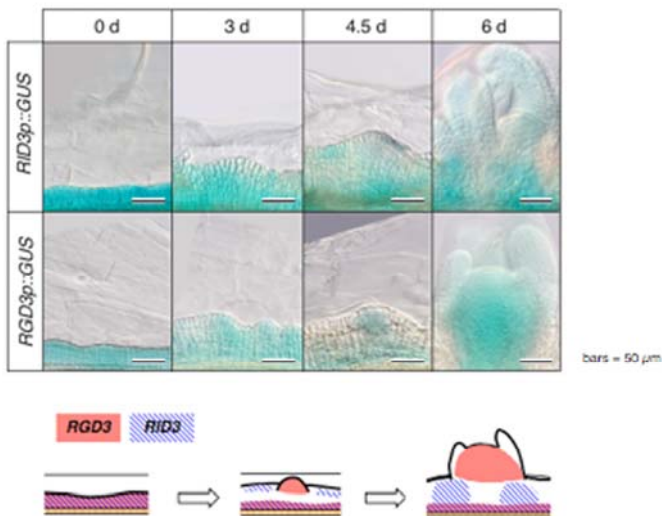 0 d 3 d 4.5 d 6 d
RID3p::GUS
RGD3p::GUS
bars = 50 µm
RGD3 RID3